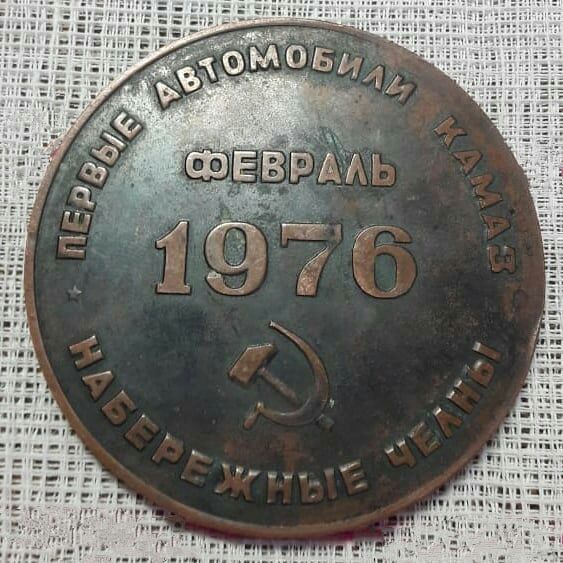 ПЕРВЫЕ АВТОМОБИЛИ КАМАЗ
ФЕВРАЛЬ
1976
НАБЕРЕЖНЫЕ ЧЕЛНЫ